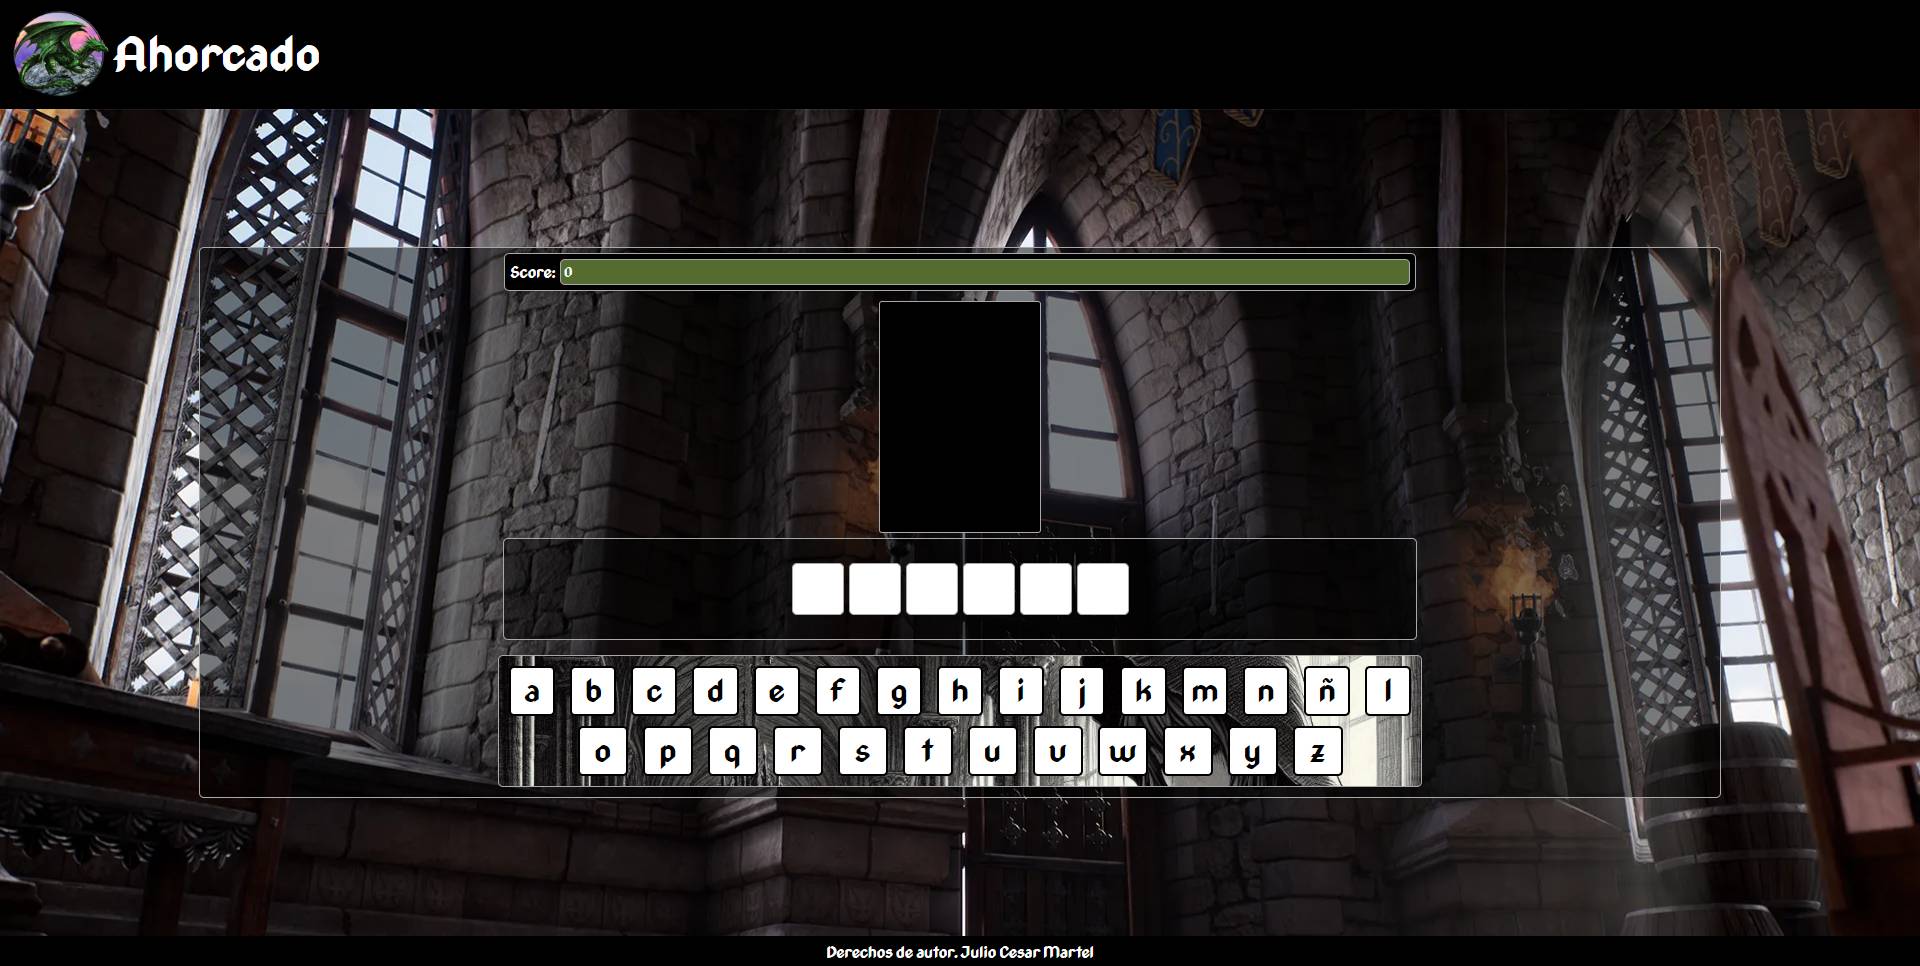 Ahorcado
Score: 0
a b c d e f g h i j k m n ñ l
o p q r s t u v w x y z
Derechos de autor. Julio Cesar Martel